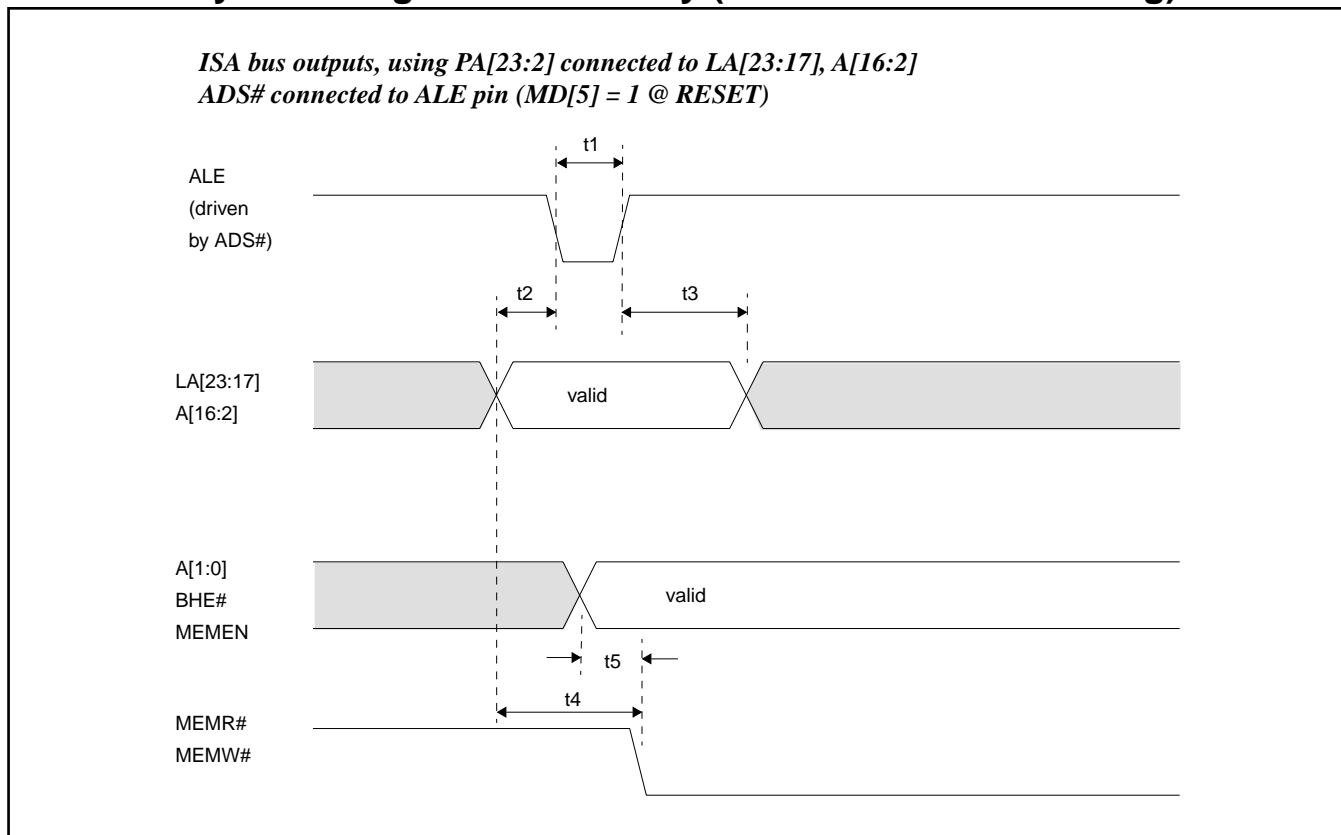 ISA bus outputs, using PA[23:2] connected to LA[23:17], A[16:2]
ADS# connected to ALE pin (MD[5] = 1 @ RESET)
t1
ALE
(driven
by ADS#)
t2
t3
LA[23:17]
A[16:2]
valid
A[1:0]
BHE#
MEMEN
valid
t5
t4
MEMR#
MEMW#